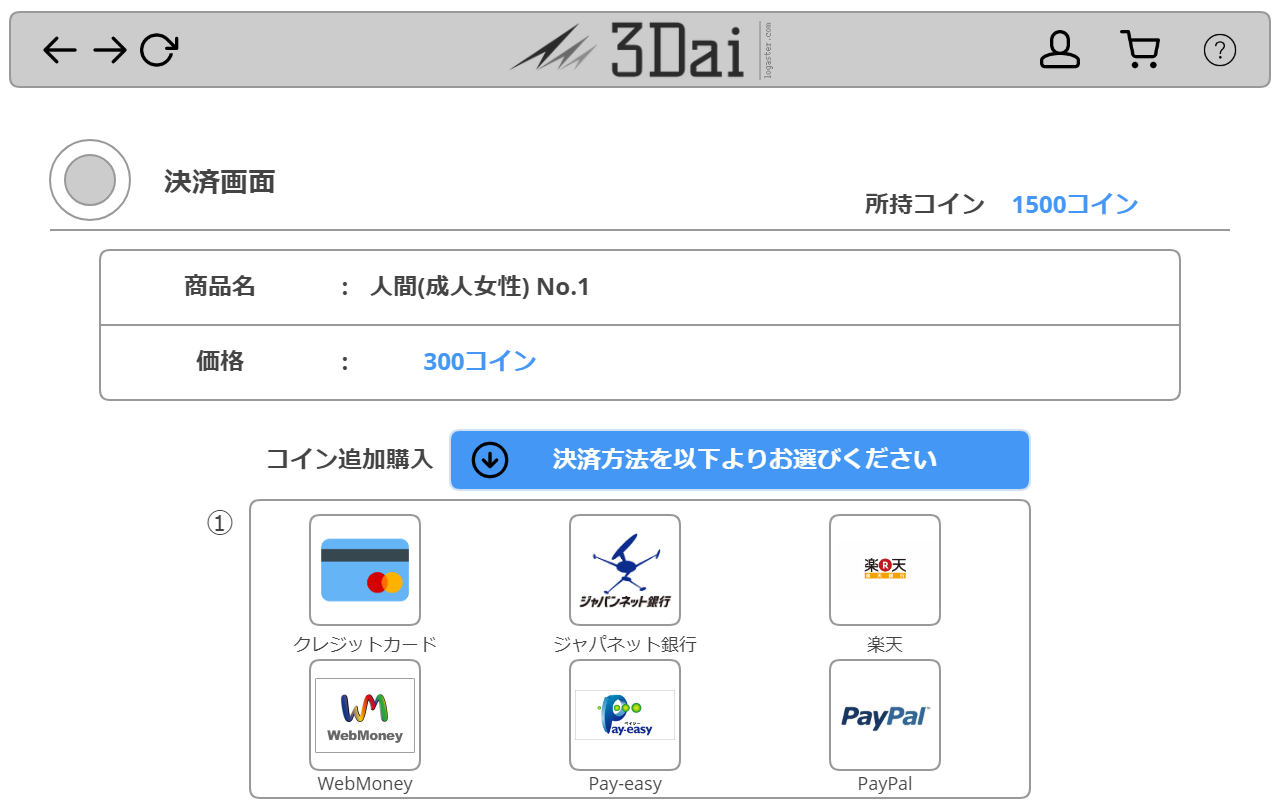 3Dai
logaster.com
?
決済画面
所持コイン 1500コイン
商品名 : 人間(成人女性) No.1
価格 : 300コイン
コイン追加購入 決済方法を以下よりお選びください
①
ジャパンネット銀行
楽R天
クレジットカード ジャパネット銀行 楽天
WebMoney
ペイジー
Pay-easy
PayPal
WebMoney Pay-easy PayPal